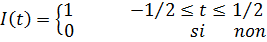 I(t) = {1 −1/2 ≤ t ≤ 1/2
0 si non